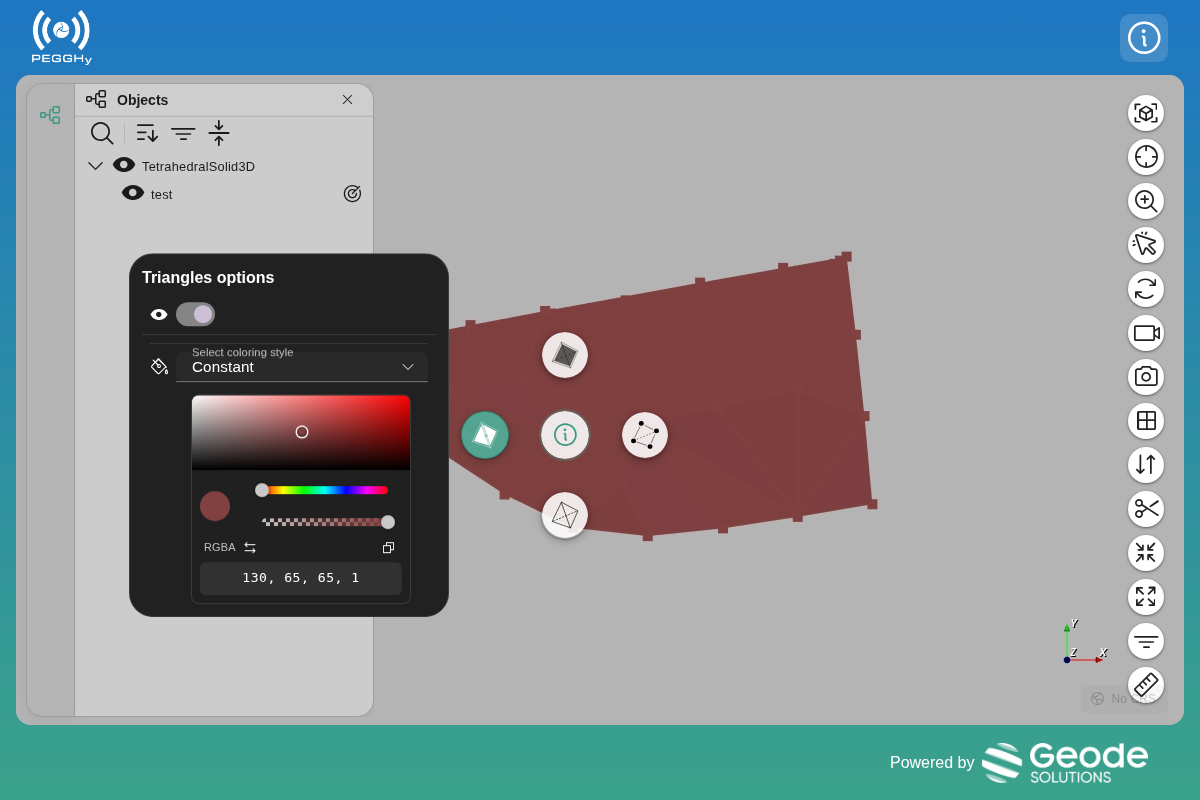 PEGGHy
Objects
TetrahedralSolid3D
test
Triangles options
Select coloring style
Constant
RGBA
130, 65, 65, 1
Y
Z
X
No CRS
Powered by
Geode
SOLUTIONS